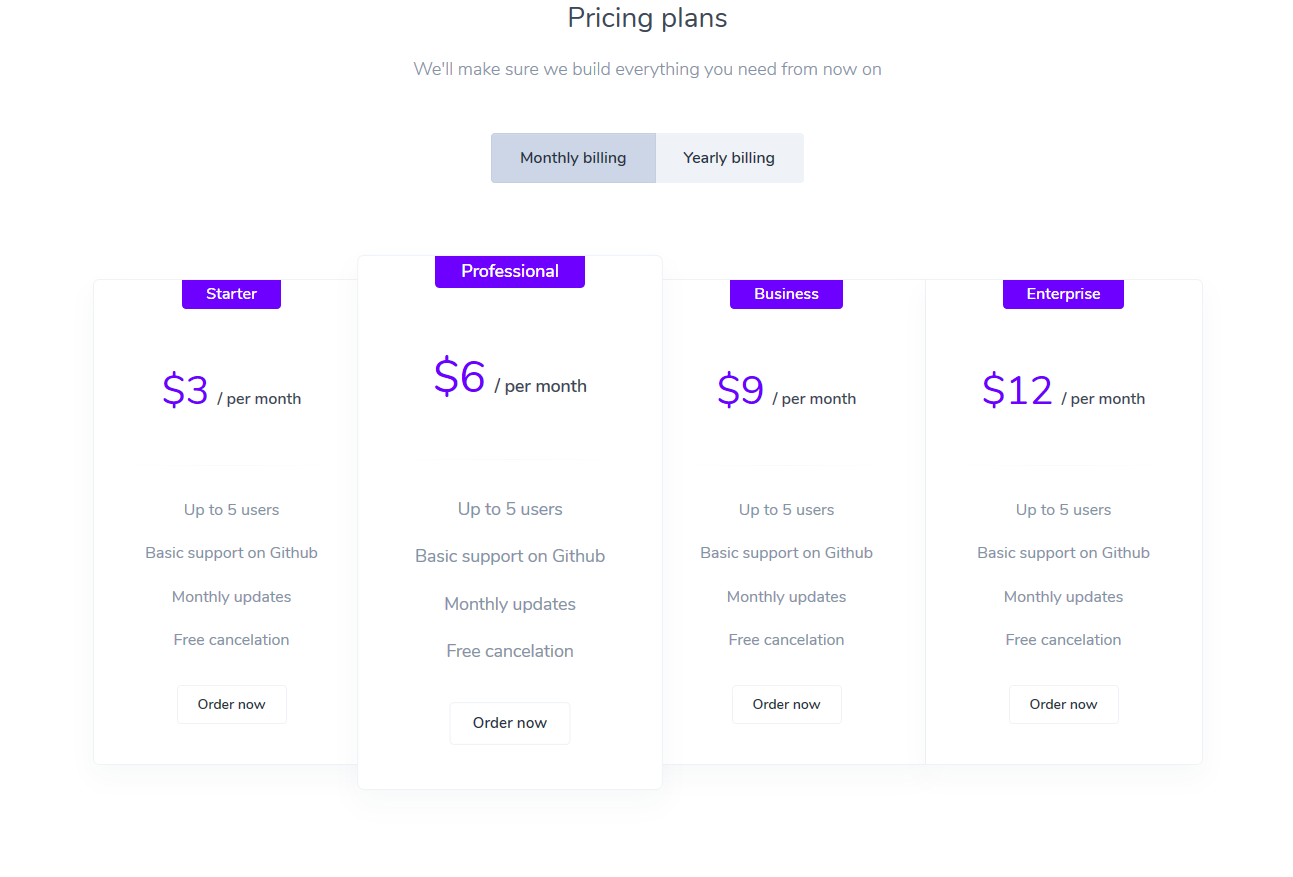 Pricing plans
We'll make sure we build everything you need from now on
Monthly billing
Yearly billing
Starter
$3 / per month
Up to 5 users
Basic support on Github
Monthly updates
Free cancelation
Order now
Professional
$6 / per month
Up to 5 users
Basic support on Github
Monthly updates
Free cancelation
Order now
Business
$9 / per month
Up to 5 users
Basic support on Github
Monthly updates
Free cancelation
Order now
Enterprise
$12 / per month
Up to 5 users
Basic support on Github
Monthly updates
Free cancelation
Order now